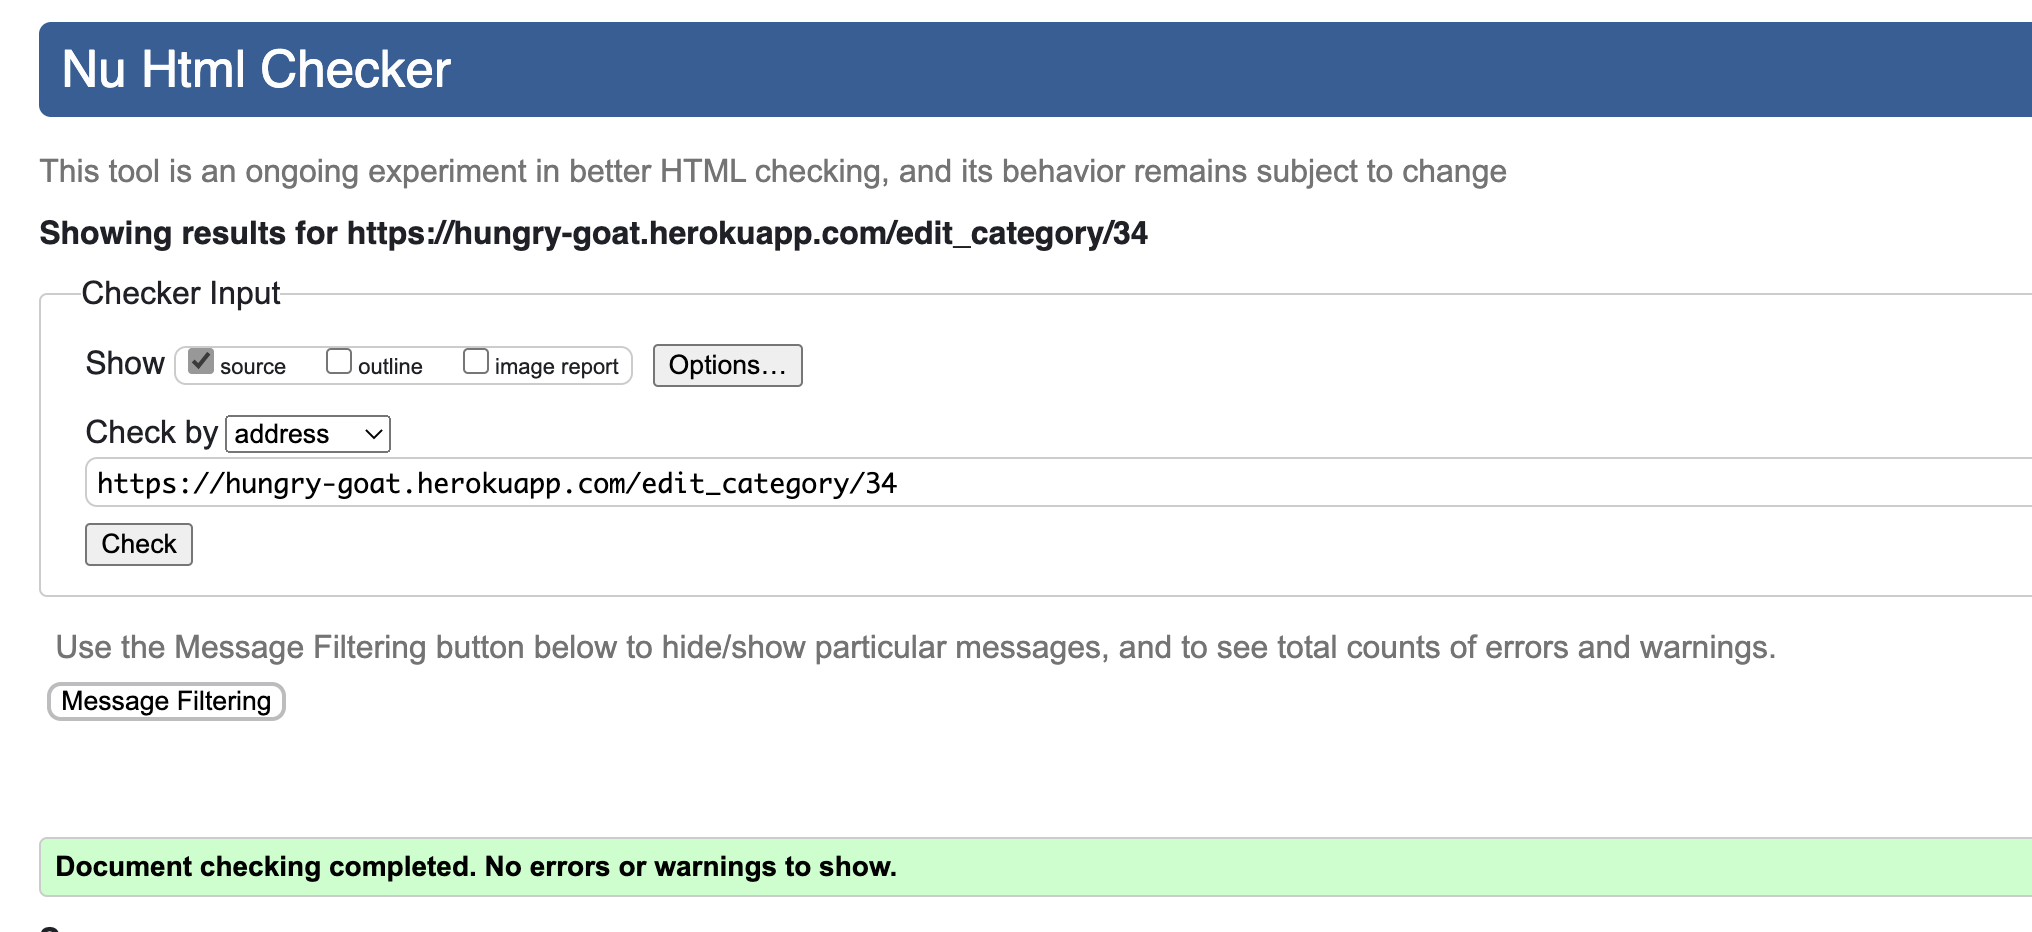 Nu Html Checker
This tool is an ongoing experiment in better HTML checking, and its behavior remains subject to change
Showing results for https://hungry-goat.herokuapp.com/edit_category/34
Checker Input
Show source outline image report Options...
Check by address
https://hungry-goat.herokuapp.com/edit_category/34
Check
Use the Message Filtering button below to hide/show particular messages, and to see total counts of errors and warnings.
Message Filtering
Document checking completed. No errors or warnings to show.